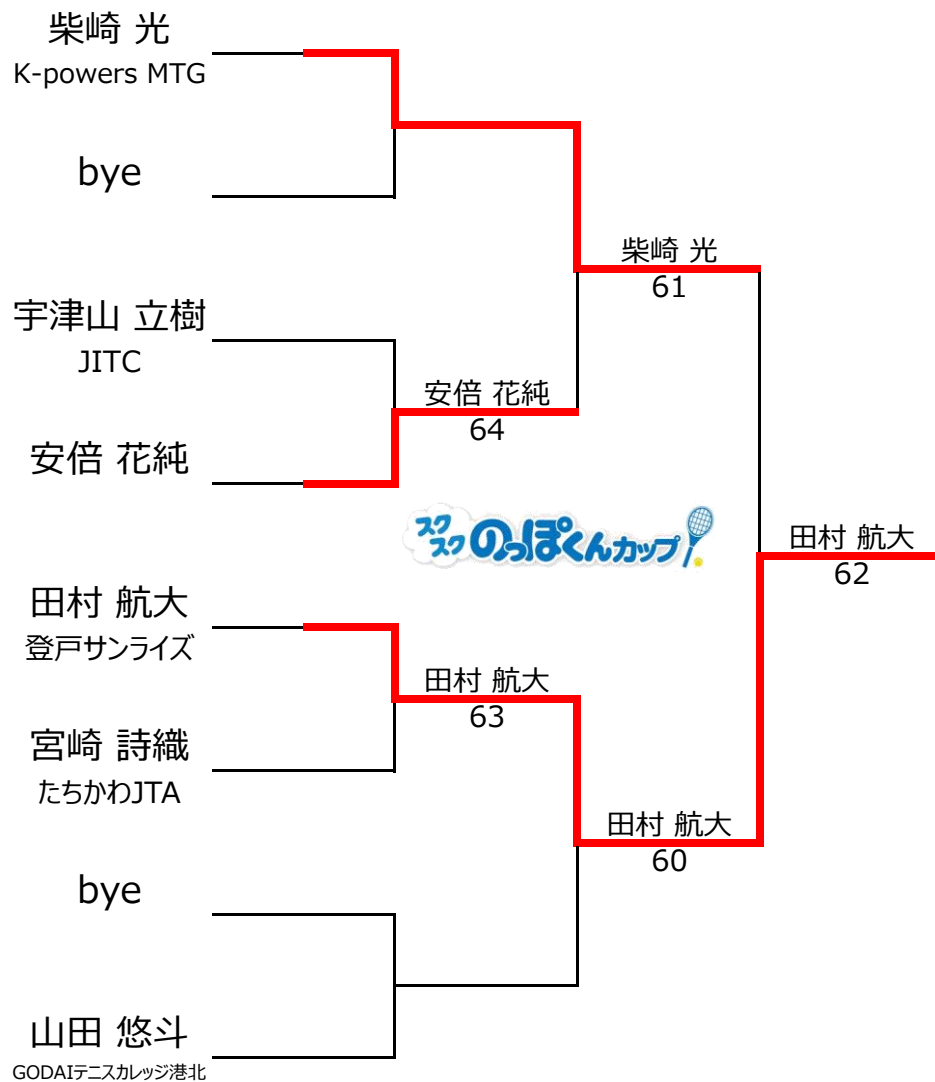 柴崎 光
K-powers MTG
bye
柴崎 光
61
宇津山 立樹
JITC
安倍 花純
64
安倍 花純
スクスク のっぽくんカップ
田村 航大
62
田村 航大
登戸サンライズ
田村 航大
63
宮崎 詩織
たちかわJTA
田村 航大
60
bye
山田 悠斗
GODAIテニスカレッジ港北